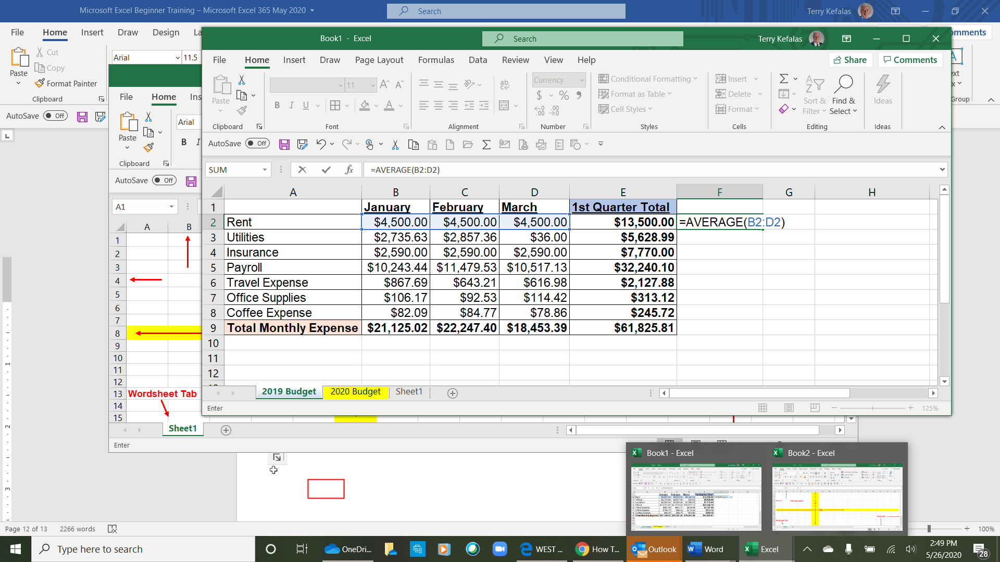 Microsoft Excel Beginner Training – Microsoft Excel 365 May 2020
Search
Terry Kefalas
File Home Insert Draw Design La
omments
Paste
Cut
Copy
Format Painter
Clipboard
Arial
11.5
ext
x
Group
AutoSave Off
L
File Home Ins
Paste
Arial
B I
Clipboard
AutoSave Off
A1
A B
1
2
3
4
5
6
7
8
9
10
11
12
13 Wordsheet Tab
14
15
Sheet1
Enter
Book1 - Excel
Search
Terry Kefalas
File Home Insert Draw Page Layout Formulas Data Review View Help
Share
Comments
Paste
Clipboard
11
B I U A
Font
ab
Alignment
Currency
$ % 9
Number
Conditional Formatting
Format as Table
Cell Styles
Styles
Insert
Delete
Format
Cells
Sort & Filter
Find & Select
Editing
Ideas
Ideas
AutoSave Off
SUM
fx
=AVERAGE(B2:D2)
A B C D E F G H
1 January February March 1st Quarter Total
2 Rent $4,500.00 $4,500.00 $4,500.00 $13,500.00 =AVERAGE(B2:D2)
3 Utilities $2,735.63 $2,857.36 $36.00 $5,628.99
4 Insurance $2,590.00 $2,590.00 $2,590.00 $7,770.00
5 Payroll $10,243.44 $11,479.53 $10,517.13 $32,240.10
6 Travel Expense $867.69 $643.21 $616.98 $2,127.88
7 Office Supplies $106.17 $92.53 $114.42 $313.12
8 Coffee Expense $82.09 $84.77 $78.86 $245.72
9 Total Monthly Expense $21,125.02 $22,247.40 $18,453.39 $61,825.81
10
11
12
2019 Budget 2020 Budget Sheet1
Enter
125%
Book1 - Excel
Book2 - Excel
1
2
3
Page 12 of 13 2266 words
100%
Type here to search
OneDri...
WEST ...
How T...
Outlook
Word
Excel
2:49 PM
5/26/2020
28